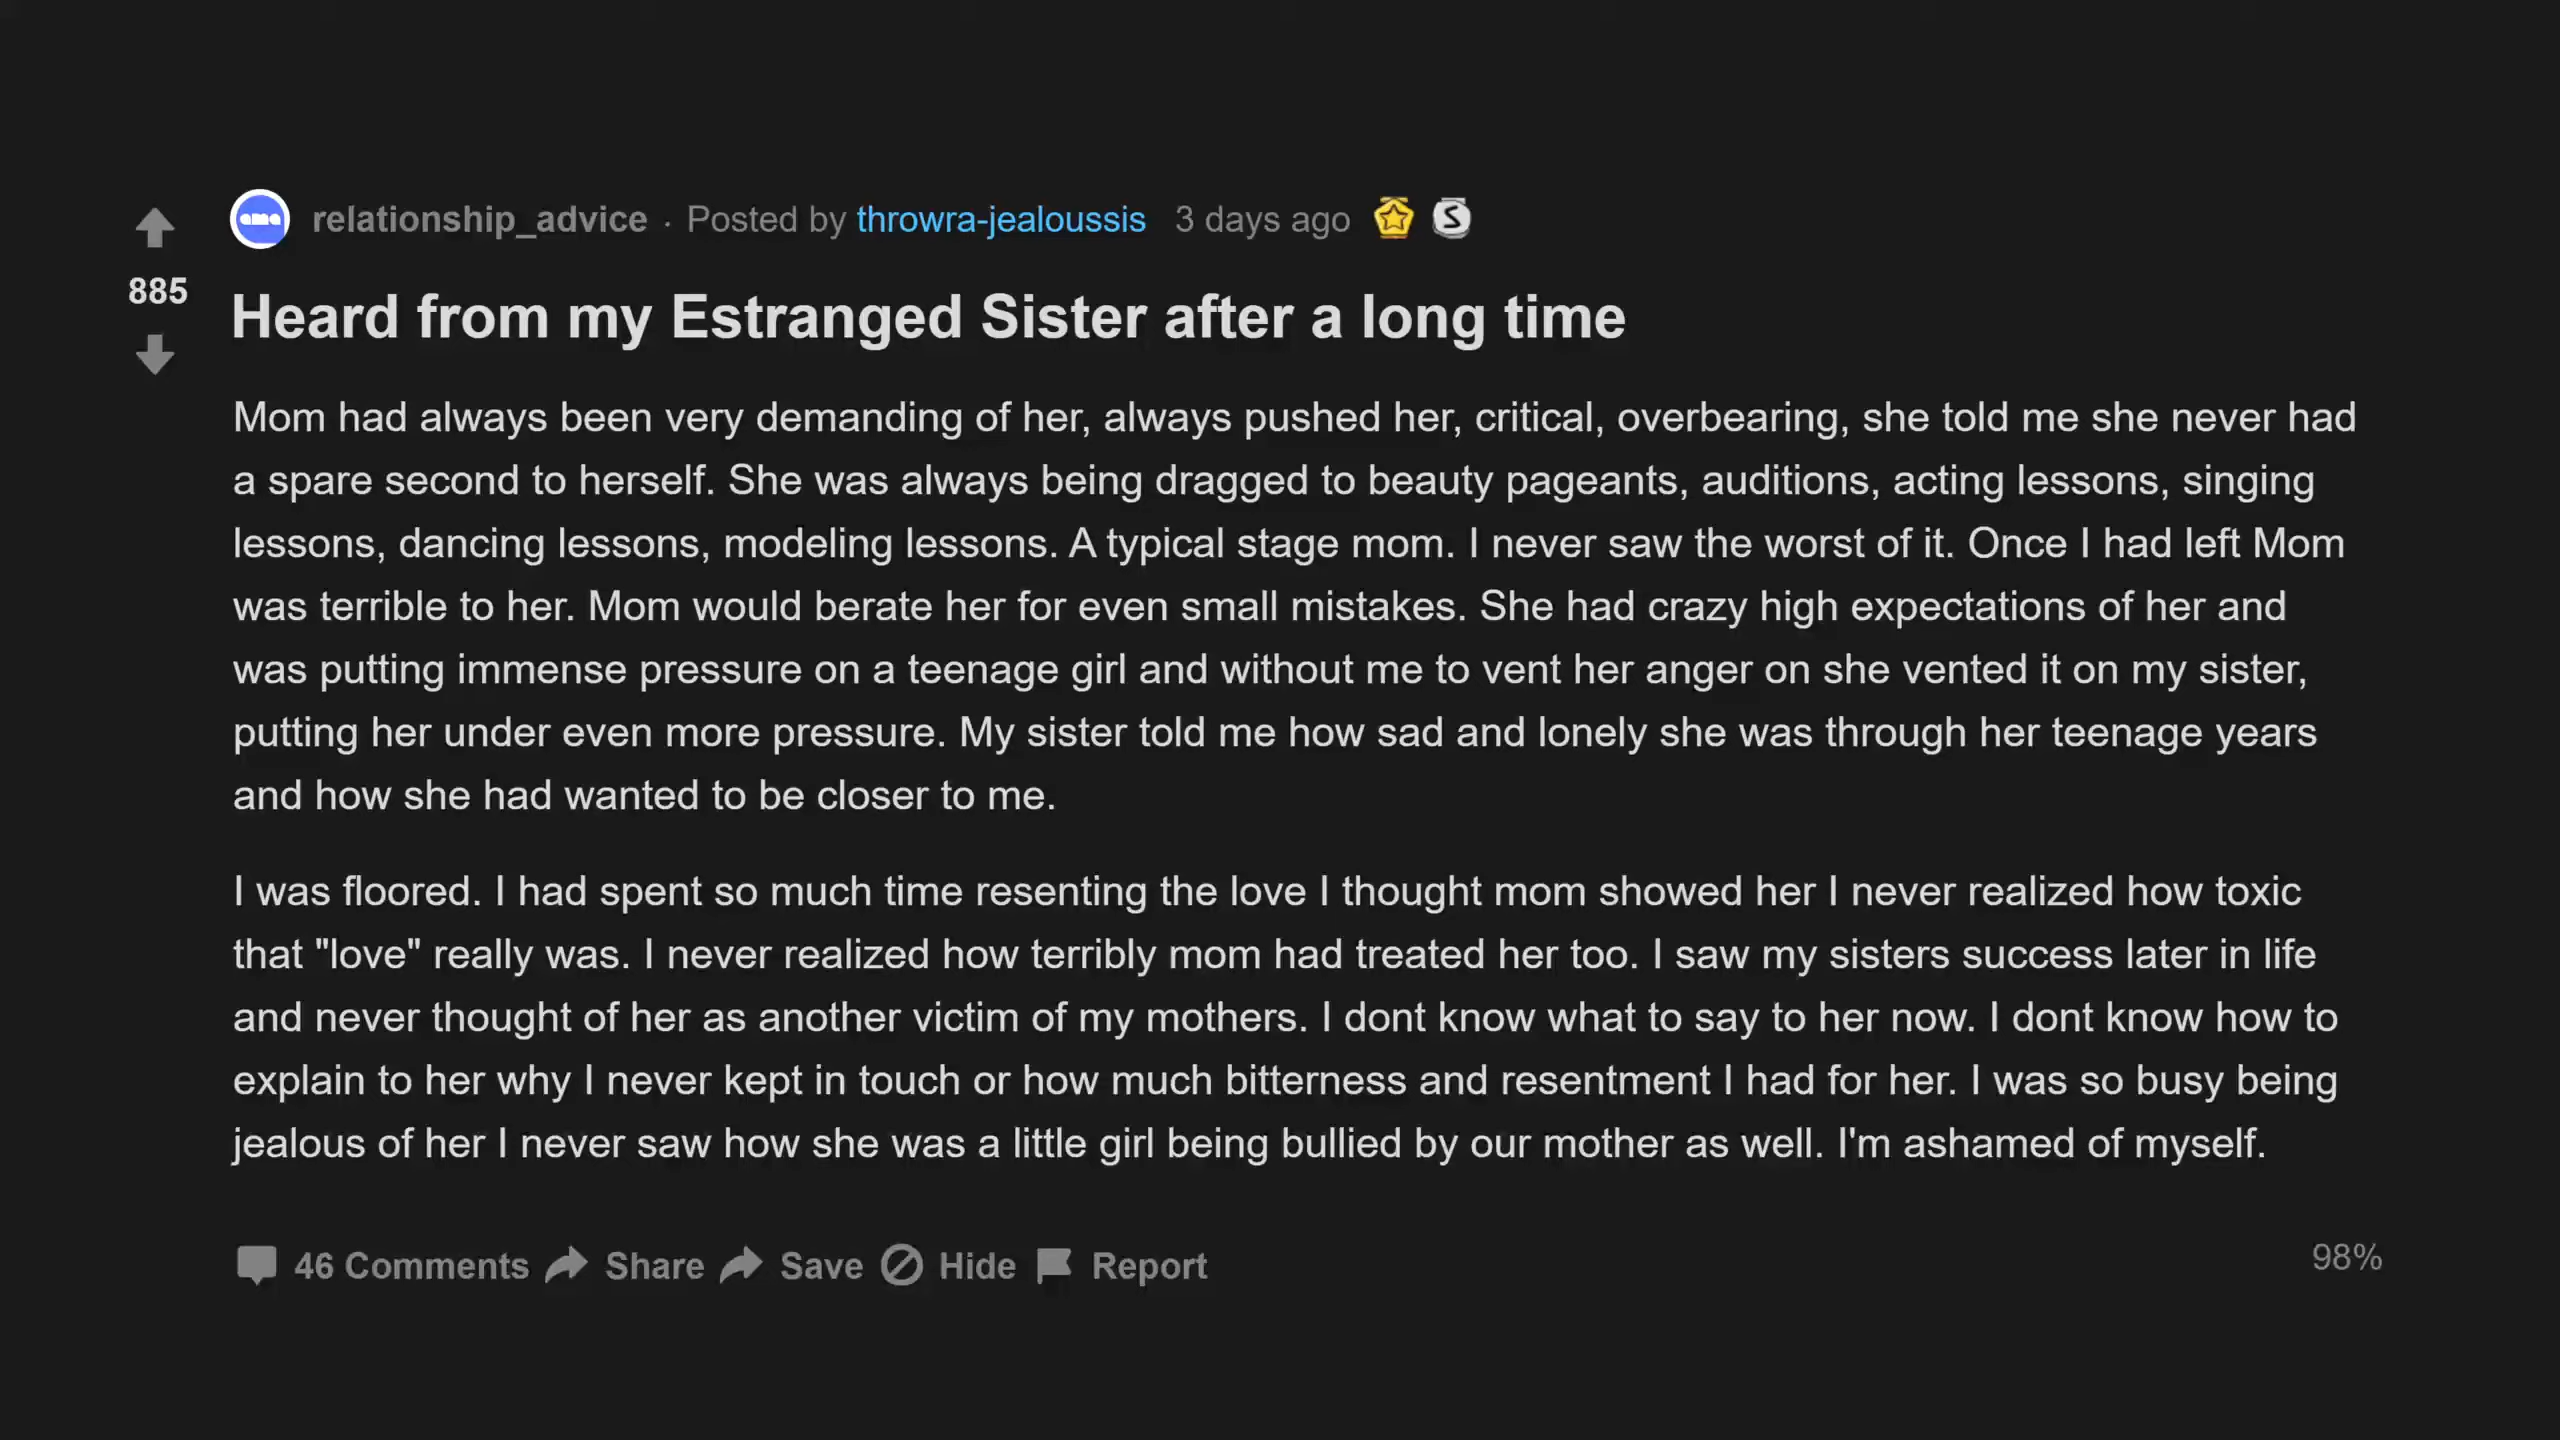 relationship_advice · Posted by throwra-jealoussis 3 days ago
885
Heard from my Estranged Sister after a long time
Mom had always been very demanding of her, always pushed her, critical, overbearing, she told me she never had
a spare second to herself. She was always being dragged to beauty pageants, auditions, acting lessons, singing
lessons, dancing lessons, modeling lessons. A typical stage mom. I never saw the worst of it. Once I had left Mom
was terrible to her. Mom would berate her for even small mistakes. She had crazy high expectations of her and
was putting immense pressure on a teenage girl and without me to vent her anger on she vented it on my sister,
putting her under even more pressure. My sister told me how sad and lonely she was through her teenage years
and how she had wanted to be closer to me.
I was floored. I had spent so much time resenting the love I thought mom showed her I never realized how toxic
that "love" really was. I never realized how terribly mom had treated her too. I saw my sisters success later in life
and never thought of her as another victim of my mothers. I dont know what to say to her now. I dont know how to
explain to her why I never kept in touch or how much bitterness and resentment I had for her. I was so busy being
jealous of her I never saw how she was a little girl being bullied by our mother as well. I'm ashamed of myself.
46 Comments Share Save Hide Report 98%